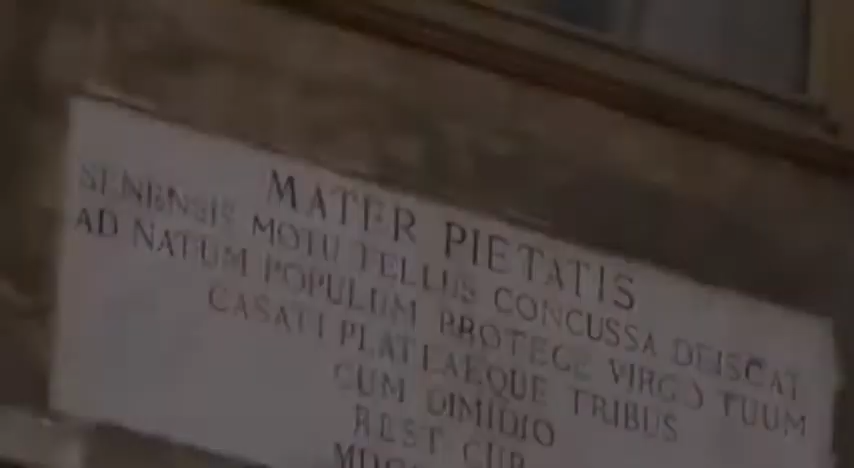 MATER PIETATIS
SENENSIS MOTU TELLUS CONCUSSA DEISCAT
AD NATUM POPULUM PROTEGE VIRGO TUUM
CASATI PLATEAEQUE TRIBUS
CUM DIMIDIO
REST CUR